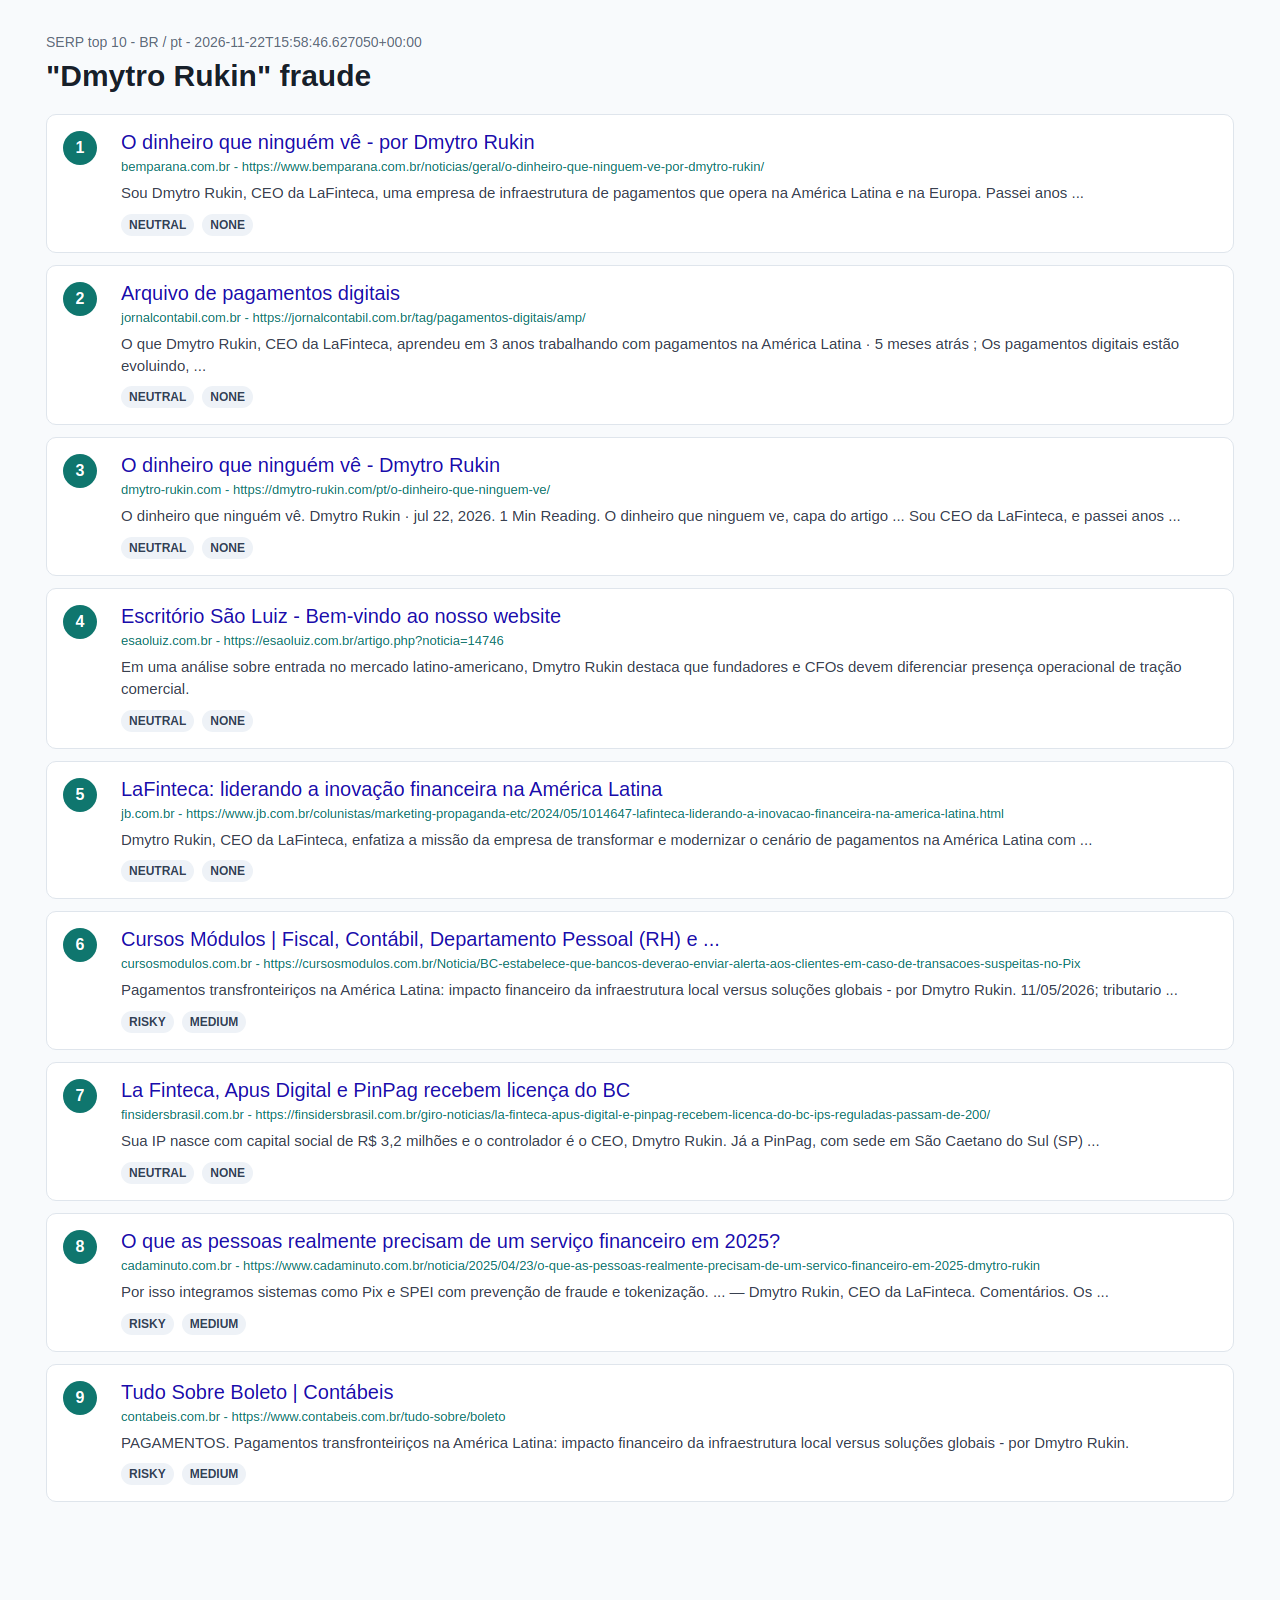 SERP top 10 - BR / pt - 2026-11-22T15:58:46.627050+00:00
"Dmytro Rukin" fraude
1
O dinheiro que ninguém vê - por Dmytro Rukin
bemparana.com.br - https://www.bemparana.com.br/noticias/geral/o-dinheiro-que-ninguem-ve-por-dmytro-rukin/
Sou Dmytro Rukin, CEO da LaFinteca, uma empresa de infraestrutura de pagamentos que opera na América Latina e na Europa. Passei anos ...
NEUTRAL NONE
2
Arquivo de pagamentos digitais
jornalcontabil.com.br - https://jornalcontabil.com.br/tag/pagamentos-digitais/amp/
O que Dmytro Rukin, CEO da LaFinteca, aprendeu em 3 anos trabalhando com pagamentos na América Latina · 5 meses atrás ; Os pagamentos digitais estão
evoluindo, ...
NEUTRAL NONE
3
O dinheiro que ninguém vê - Dmytro Rukin
dmytro-rukin.com - https://dmytro-rukin.com/pt/o-dinheiro-que-ninguem-ve/
O dinheiro que ninguém vê. Dmytro Rukin · jul 22, 2026. 1 Min Reading. O dinheiro que ninguem ve, capa do artigo ... Sou CEO da LaFinteca, e passei anos ...
NEUTRAL NONE
4
Escritório São Luiz - Bem-vindo ao nosso website
esaoluiz.com.br - https://esaoluiz.com.br/artigo.php?noticia=14746
Em uma análise sobre entrada no mercado latino-americano, Dmytro Rukin destaca que fundadores e CFOs devem diferenciar presença operacional de tração
comercial.
NEUTRAL NONE
5
LaFinteca: liderando a inovação financeira na América Latina
jb.com.br - https://www.jb.com.br/colunistas/marketing-propaganda-etc/2024/05/1014647-lafinteca-liderando-a-inovacao-financeira-na-america-latina.html
Dmytro Rukin, CEO da LaFinteca, enfatiza a missão da empresa de transformar e modernizar o cenário de pagamentos na América Latina com ...
NEUTRAL NONE
6
Cursos Módulos | Fiscal, Contábil, Departamento Pessoal (RH) e ...
cursosmodulos.com.br - https://cursosmodulos.com.br/Noticia/BC-estabelece-que-bancos-deverao-enviar-alerta-aos-clientes-em-caso-de-transacoes-suspeitas-no-Pix
Pagamentos transfronteiriços na América Latina: impacto financeiro da infraestrutura local versus soluções globais - por Dmytro Rukin. 11/05/2026; tributario ...
RISKY MEDIUM
7
La Finteca, Apus Digital e PinPag recebem licença do BC
finsidersbrasil.com.br - https://finsidersbrasil.com.br/giro-noticias/la-finteca-apus-digital-e-pinpag-recebem-licenca-do-bc-ips-reguladas-passam-de-200/
Sua IP nasce com capital social de R$ 3,2 milhões e o controlador é o CEO, Dmytro Rukin. Já a PinPag, com sede em São Caetano do Sul (SP) ...
NEUTRAL NONE
8
O que as pessoas realmente precisam de um serviço financeiro em 2025?
cadaminuto.com.br - https://www.cadaminuto.com.br/noticia/2025/04/23/o-que-as-pessoas-realmente-precisam-de-um-servico-financeiro-em-2025-dmytro-rukin
Por isso integramos sistemas como Pix e SPEI com prevenção de fraude e tokenização. ... — Dmytro Rukin, CEO da LaFinteca. Comentários. Os ...
RISKY MEDIUM
9
Tudo Sobre Boleto | Contábeis
contabeis.com.br - https://www.contabeis.com.br/tudo-sobre/boleto
PAGAMENTOS. Pagamentos transfronteiriços na América Latina: impacto financeiro da infraestrutura local versus soluções globais - por Dmytro Rukin.
RISKY MEDIUM